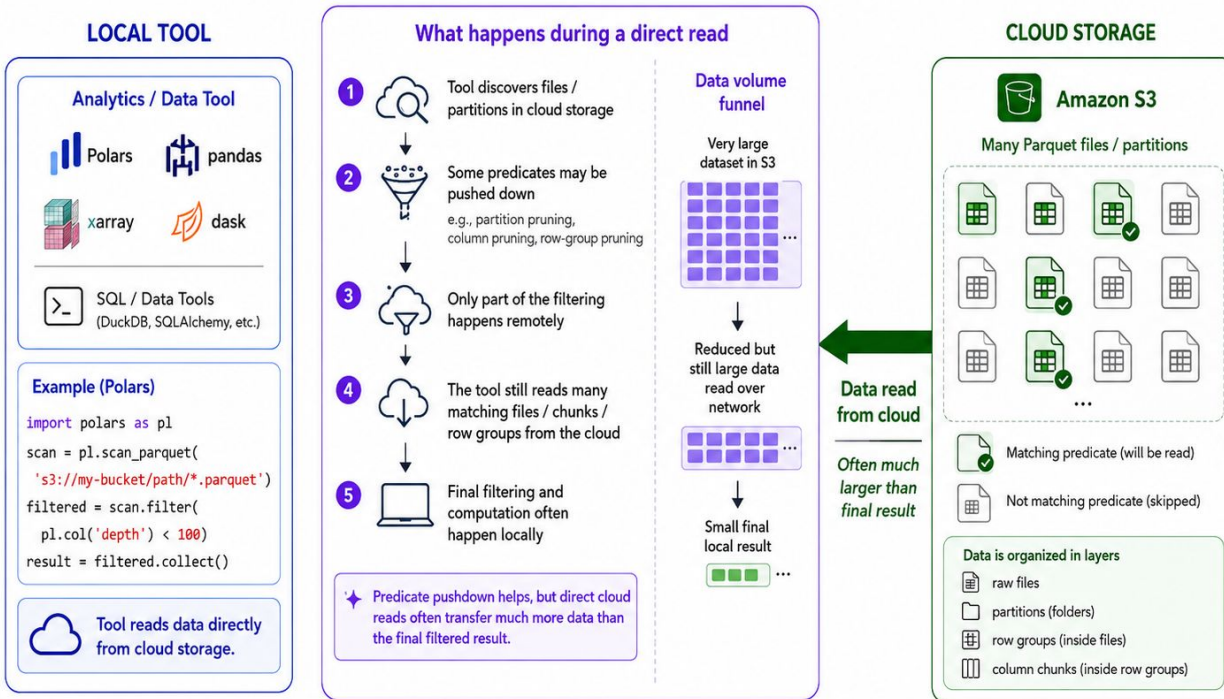 LOCAL TOOL
Analytics / Data Tool
Polars
pandas
xarray
dask
SQL / Data Tools
(DuckDB, SQLAlchemy, etc.)
Example (Polars)
import polars as pl
scan = pl.scan_parquet(
's3://my-bucket/path/*.parquet')
filtered = scan.filter(
pl.col('depth') < 100)
result = filtered.collect()
Tool reads data directly
from cloud storage.
What happens during a direct read
1
Tool discovers files /
partitions in cloud storage
2
Some predicates may be
pushed down
e.g., partition pruning,
column pruning, row-group pruning
3
Only part of the filtering
happens remotely
4
The tool still reads many
matching files / chunks /
row groups from the cloud
5
Final filtering and
computation often
happen locally
Predicate pushdown helps, but direct cloud
reads often transfer much more data than
the final filtered result.
Data volume
funnel
Very large
dataset in S3
...
Reduced but
still large data
read over
network
...
Small final
local result
...
Data read
from cloud
Often much
larger than
final result
CLOUD STORAGE
Amazon S3
Many Parquet files / partitions
...
Matching predicate (will be read)
Not matching predicate (skipped)
Data is organized in layers
raw files
partitions (folders)
row groups (inside files)
column chunks (inside row groups)